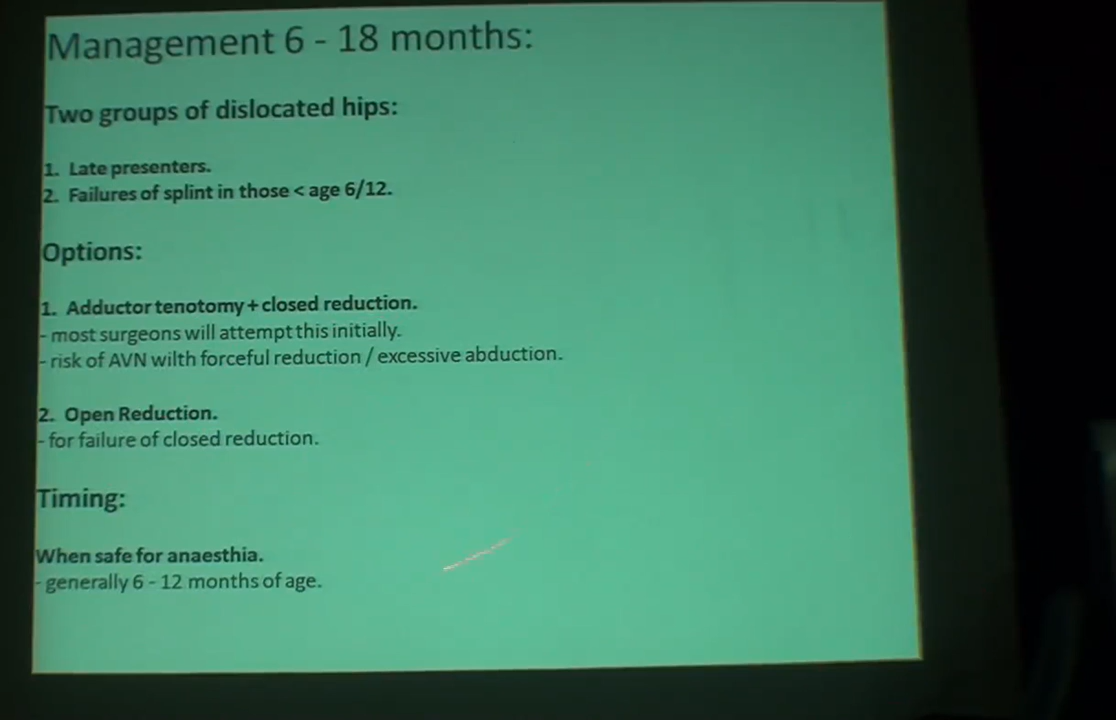 Management 6 - 18 months:
Two groups of dislocated hips:
1. Late presenters.
2. Failures of splint in those < age 6/12.
Options:
1. Adductor tenotomy + closed reduction.
- most surgeons will attempt this initially.
- risk of AVN wilth forceful reduction / excessive abduction.
2. Open Reduction.
- for failure of closed reduction.
Timing:
When safe for anaesthia.
- generally 6 - 12 months of age.